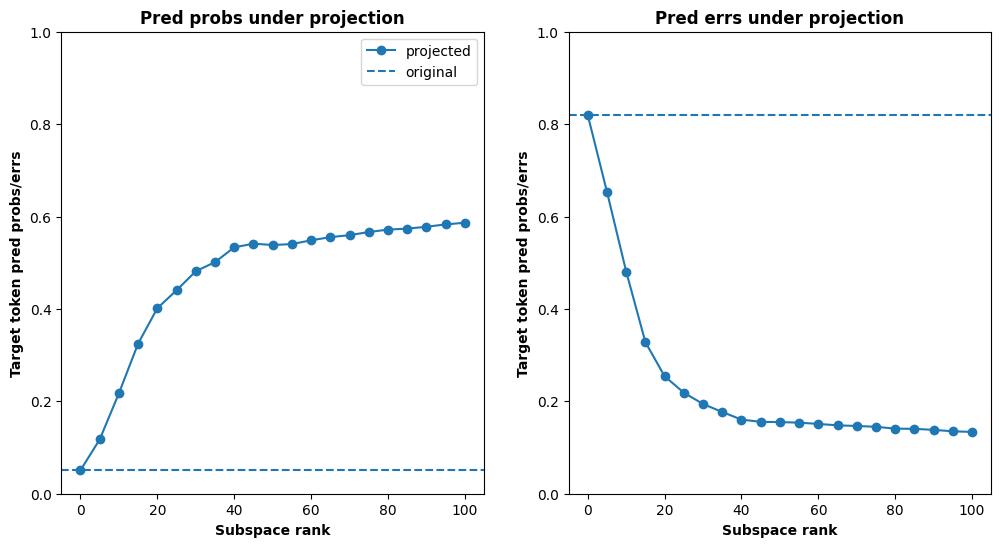 Pred probs under projection
projected
original
Target token pred probs/errs
1.0
0.8
0.6
0.4
0.2
0.0
0 20 40 60 80 100
Subspace rank
Pred errs under projection
Target token pred probs/errs
1.0
0.8
0.6
0.4
0.2
0.0
0 20 40 60 80 100
Subspace rank